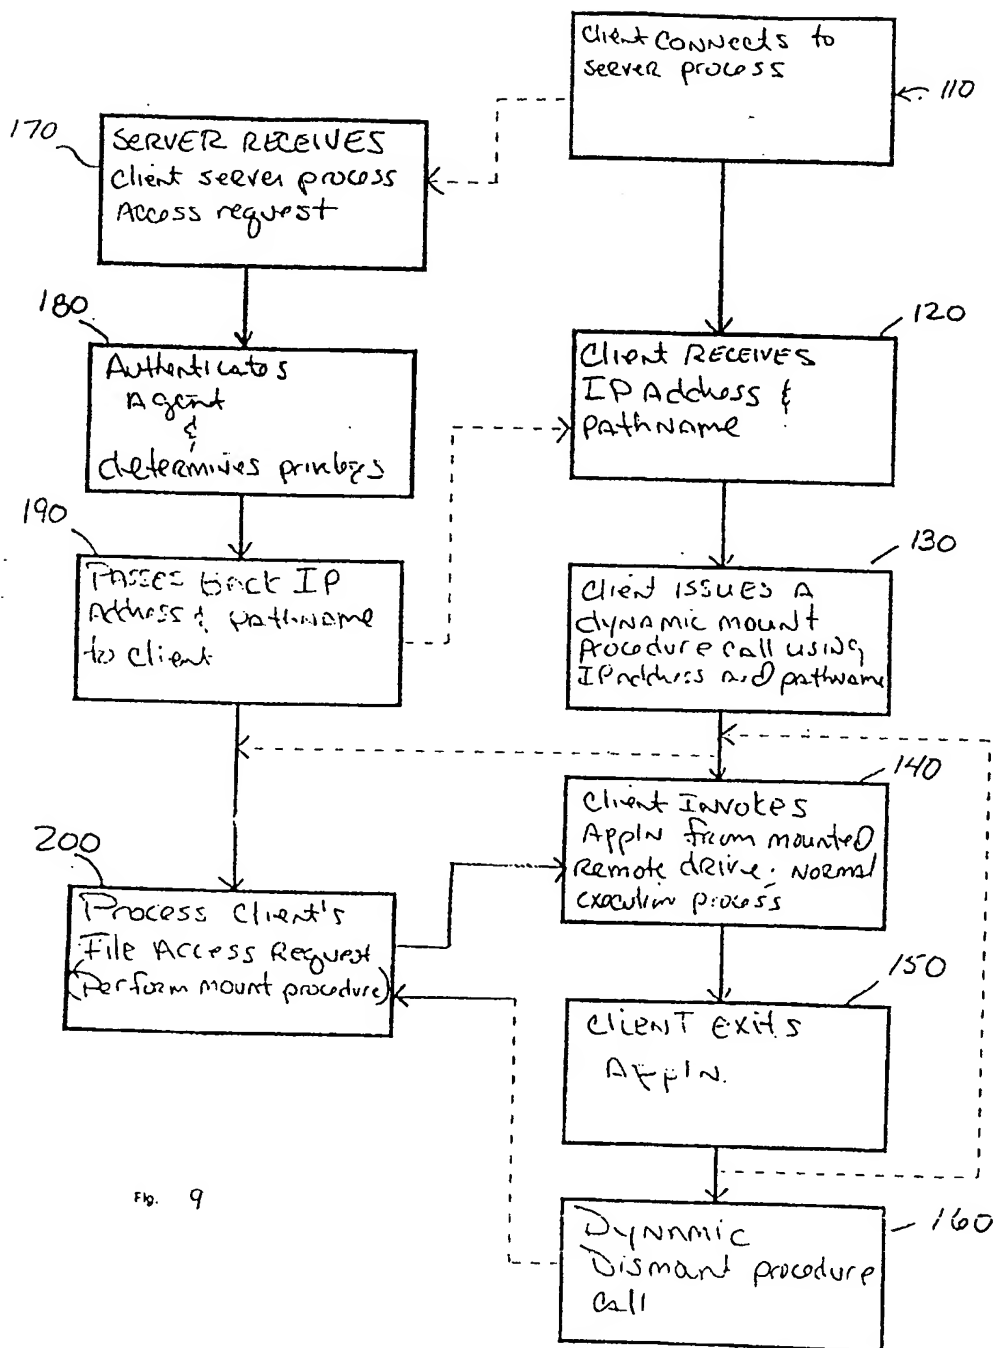 Client CONNECTS to
server process
110
170
SERVER RECEIVES
Client server process
Access request
180
Authenticates
Agent
&
determines privleges
120
Client RECEIVES
IP Address &
PATHNAME
190
PASSES back IP
Address & pathname
to client
130
Client ISSUES A
dynamic mount
procedure call using
IP address and pathname
140
Client Invokes
Appln from mounted
Remote drive. Normal
execution process
200
Process Client's
File Access Request
(Perform mount procedure)
150
Client Exits
Appln.
160
Dynamic
Dismant procedure
call
FIG. 9